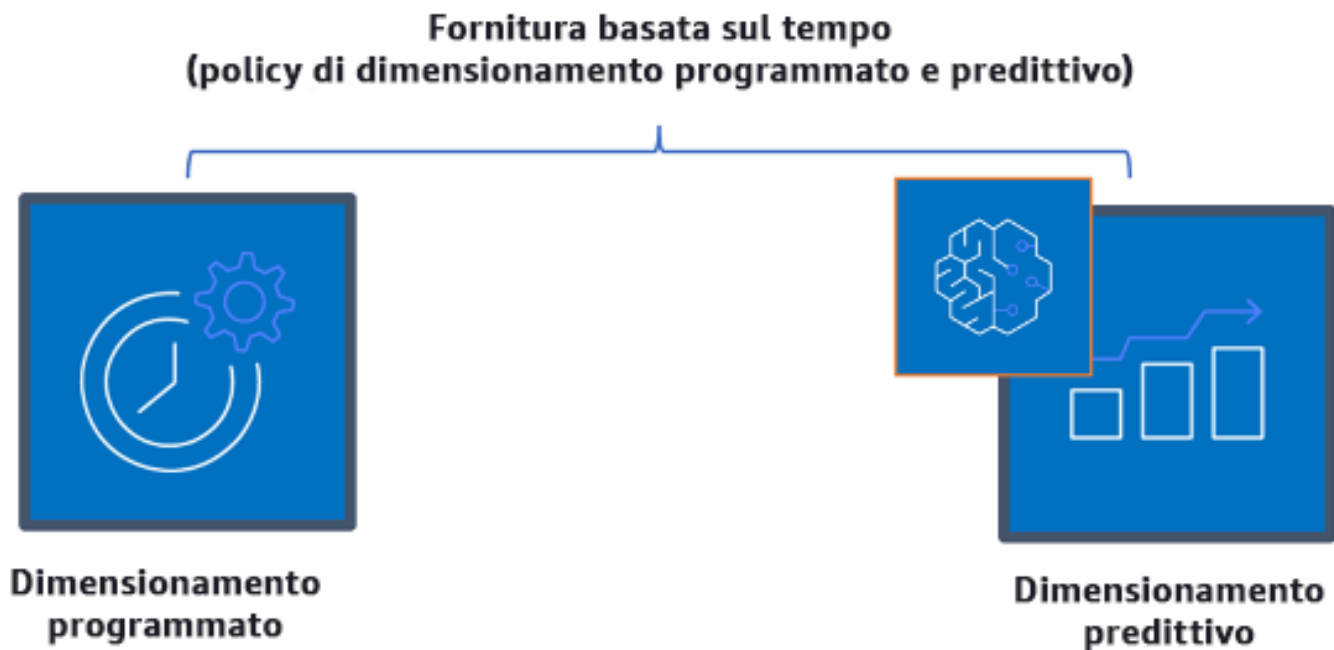 Fornitura basata sul tempo
(policy di dimensionamento programmato e predittivo)
Dimensionamento
programmato
Dimensionamento
predittivo